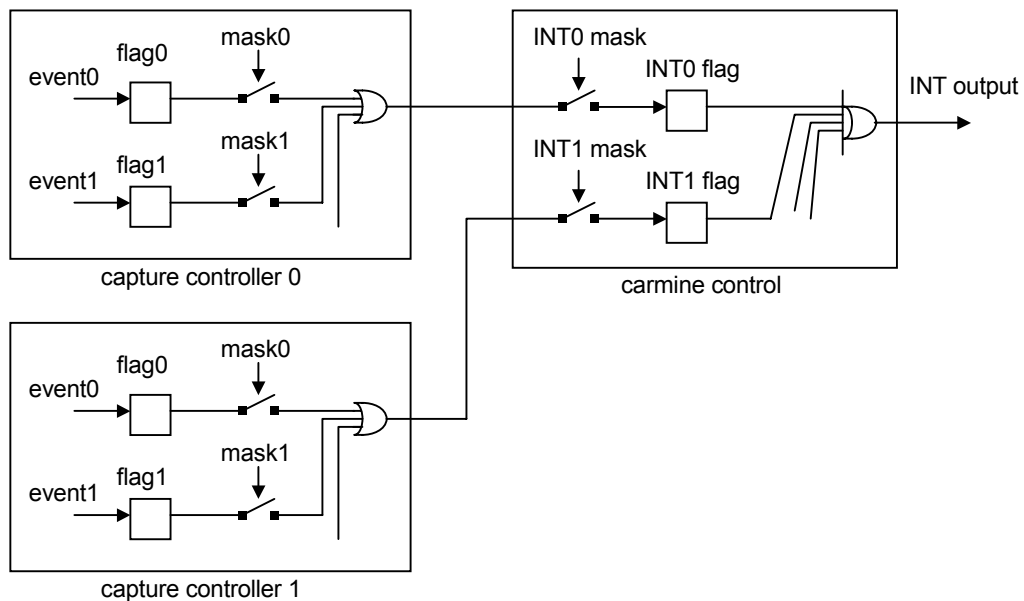 mask0
flag0
event0
mask1
flag1
event1
capture controller 0
INT0 mask
INT0 flag
INT output
INT1 mask
INT1 flag
carmine control
mask0
flag0
event0
mask1
flag1
event1
capture controller 1